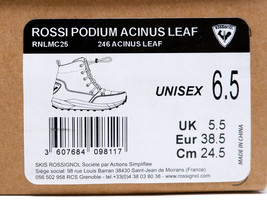 ROSSI PODIUM ACINUS LEAF
RNLMC25 246 ACINUS LEAF
ROSSIGNOL
UNISEX 6.5
UK 5.5
Eur 38.5
Cm 24.5
MADE IN CHINA
3 607684 098117
SKIS ROSSIGNOL Société par Actions Simplifiée
Siège social : 98 rue Louis Barran 38430 Saint-Jean de Moirans (France)
056 502 958 RCS Grenoble - tel +33(0)4 38 03 80 38 - www.rossignol.com